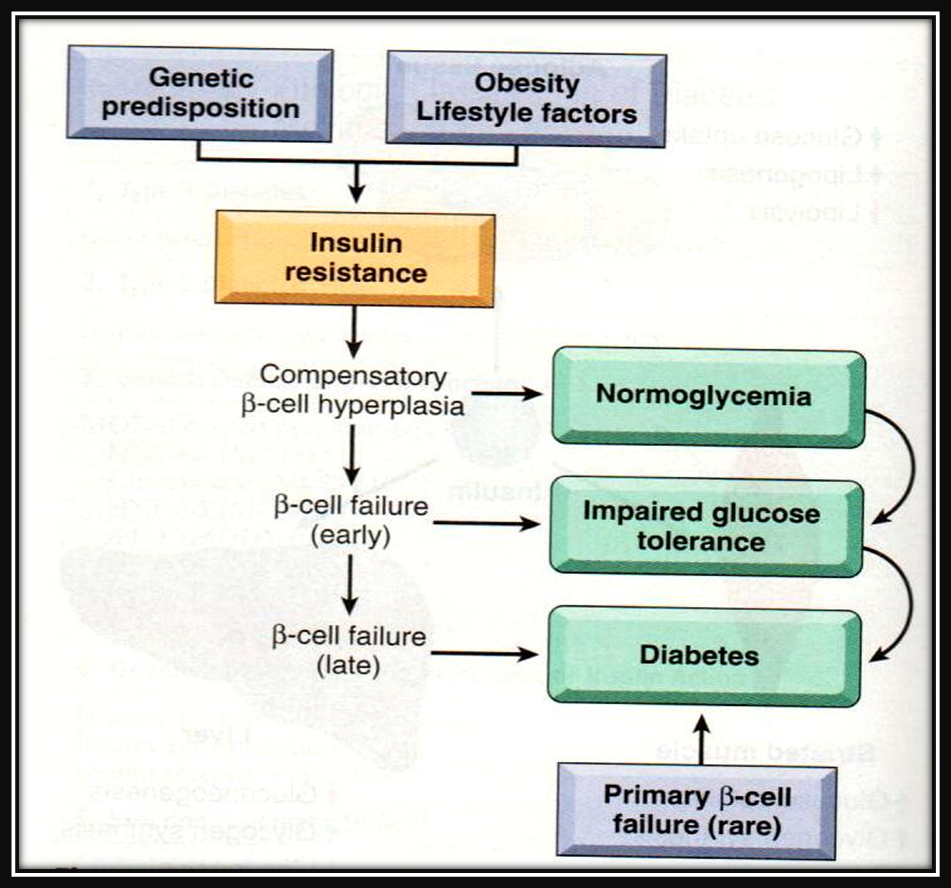 Genetic
predisposition
Obesity
Lifestyle factors
Insulin
resistance
Compensatory
β-cell hyperplasia
Normoglycemia
β-cell failure
(early)
Impaired glucose
tolerance
β-cell failure
(late)
Diabetes
Primary β-cell
failure (rare)